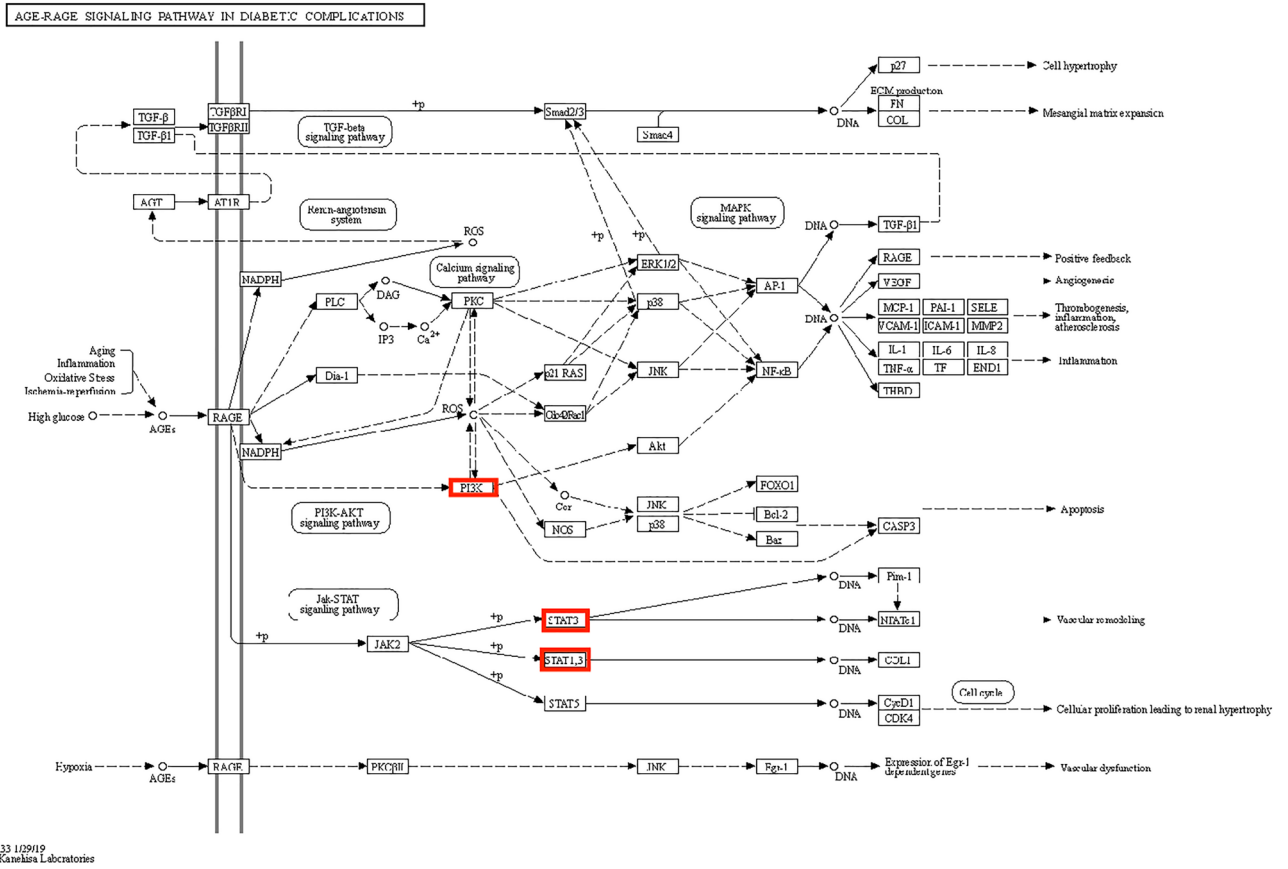 AGE-RAGE SIGNALING PATHWAY IN DIABETIC COMPLICATIONS
p27
Cell hypertrophy
ECM production
TGF-β
TGFβRI
+p
Smad2/3
DNA
FN
Mesangial matrix expansion
TGF-β1
TGFβRII
TGF-beta
signaling pathway
Smac4
COL
AGT
AT1R
Renin-angiotensin
system
MAPK
signaling pathway
DNA
TGF-β1
ROS
+p
+p
NADPH
Calcium signaling
pathway
ERK1/2
RAGE
Positive feedback
AP-1
VEGF
Angiogenic
PLC
DAG
PKC
p38
DNA
MCP-1
PAI-1
SELE
Thrombogenesis,
inflammation,
atherosclerosis
VCAM-1
ICAM-1
MMP2
IP3
Ca2+
IL-1
IL-6
IL-8
Inflammation
TNF-α
TF
END1
THBD
Aging
Inflammation
Oxidative Stress
Ischemia-reperfusion
Dia-1
p21 RAS
JNK
NF-κB
High glucose
AGEs
RAGE
ROS
Cdc42/Rac1
NADPH
Akt
PI3K
FOXO1
PI3K-AKT
signaling pathway
JNK
Bcl-2
NOS
p38
Bax
CASP3
Apoptosis
Jak-STAT
siganling pathway
Pim-1
DNA
+p
STAT3
DNA
NFATc1
Vascular remodeling
+p
JAK2
+p
STAT1,3
DNA
COL1
+p
STAT5
DNA
CycD1
CDK4
Cell cycle
Cellular proliferation leading to renal hypertrophy
Hypoxia
AGEs
RAGE
PKCβII
JNK
Egr-1
DNA
Expression of Egr-1
dependent genes
Vascular dysfunction
33 1/29/19
Kanehisa Laboratories